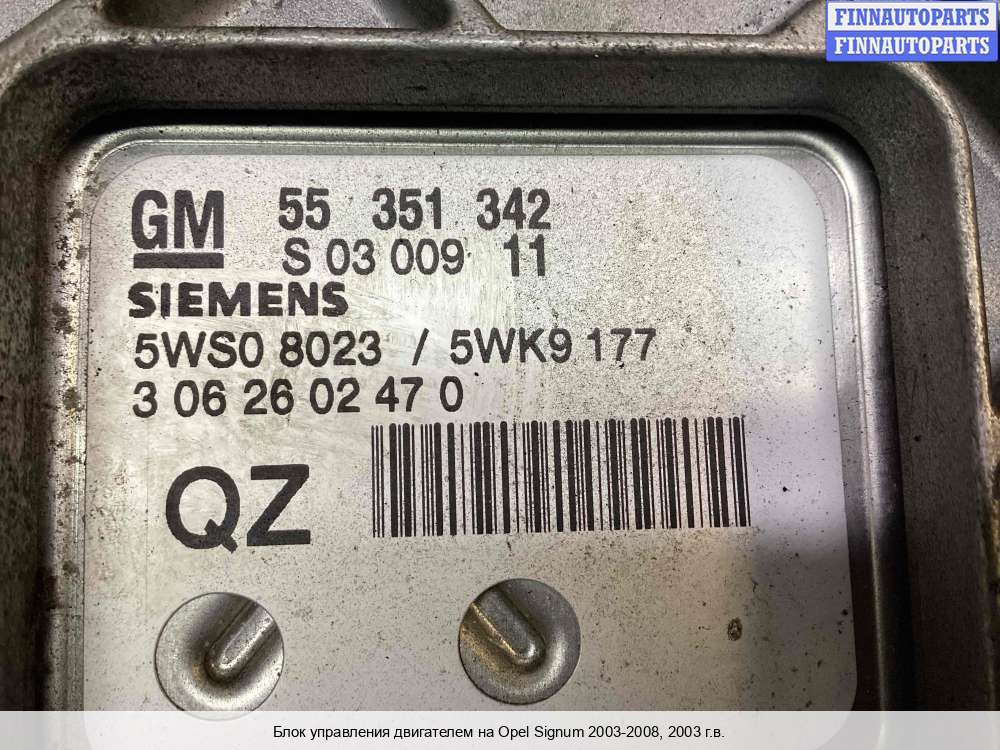 FINNAUTOPARTS
FINNAUTOPARTS
GM 55 351 342
S 03 009 11
SIEMENS
5WS0 8023 / 5WK9 177
3 06 26 02 47 0
QZ
Блок управления двигателем на Opel Signum 2003-2008, 2003 г.в.